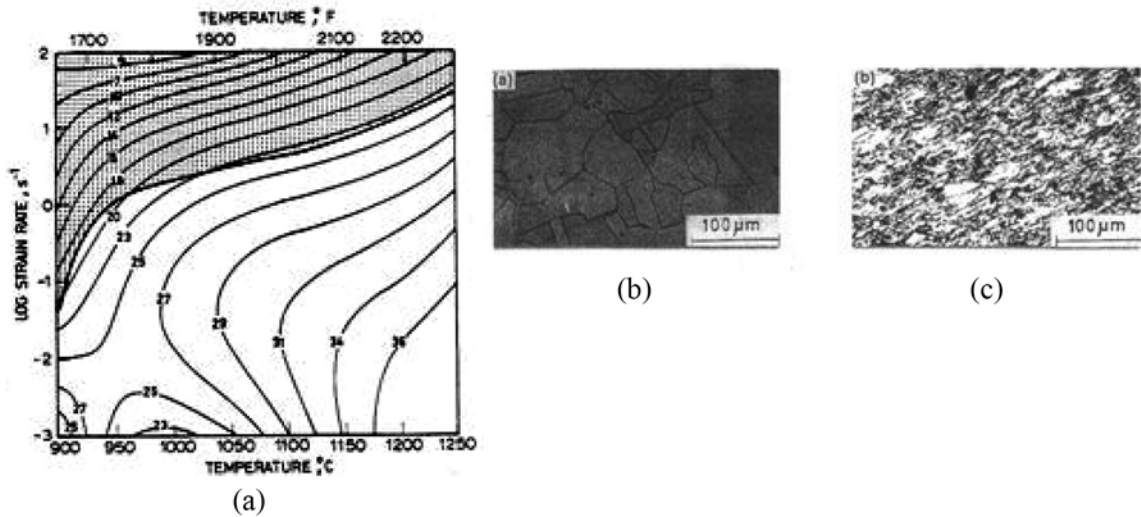 TEMPERATURE, °F
1700 1900 2100 2200
2
1
0
-1
-2
-3
LOG STRAIN RATE, s⁻¹
7
18
20
23
25
27
29
31
34
36
25
27
23
900 950 1000 1050 1100 1150 1200 1250
TEMPERATURE °C
(a)
(a)
100 µm
(b)
(b)
100 µm
(c)